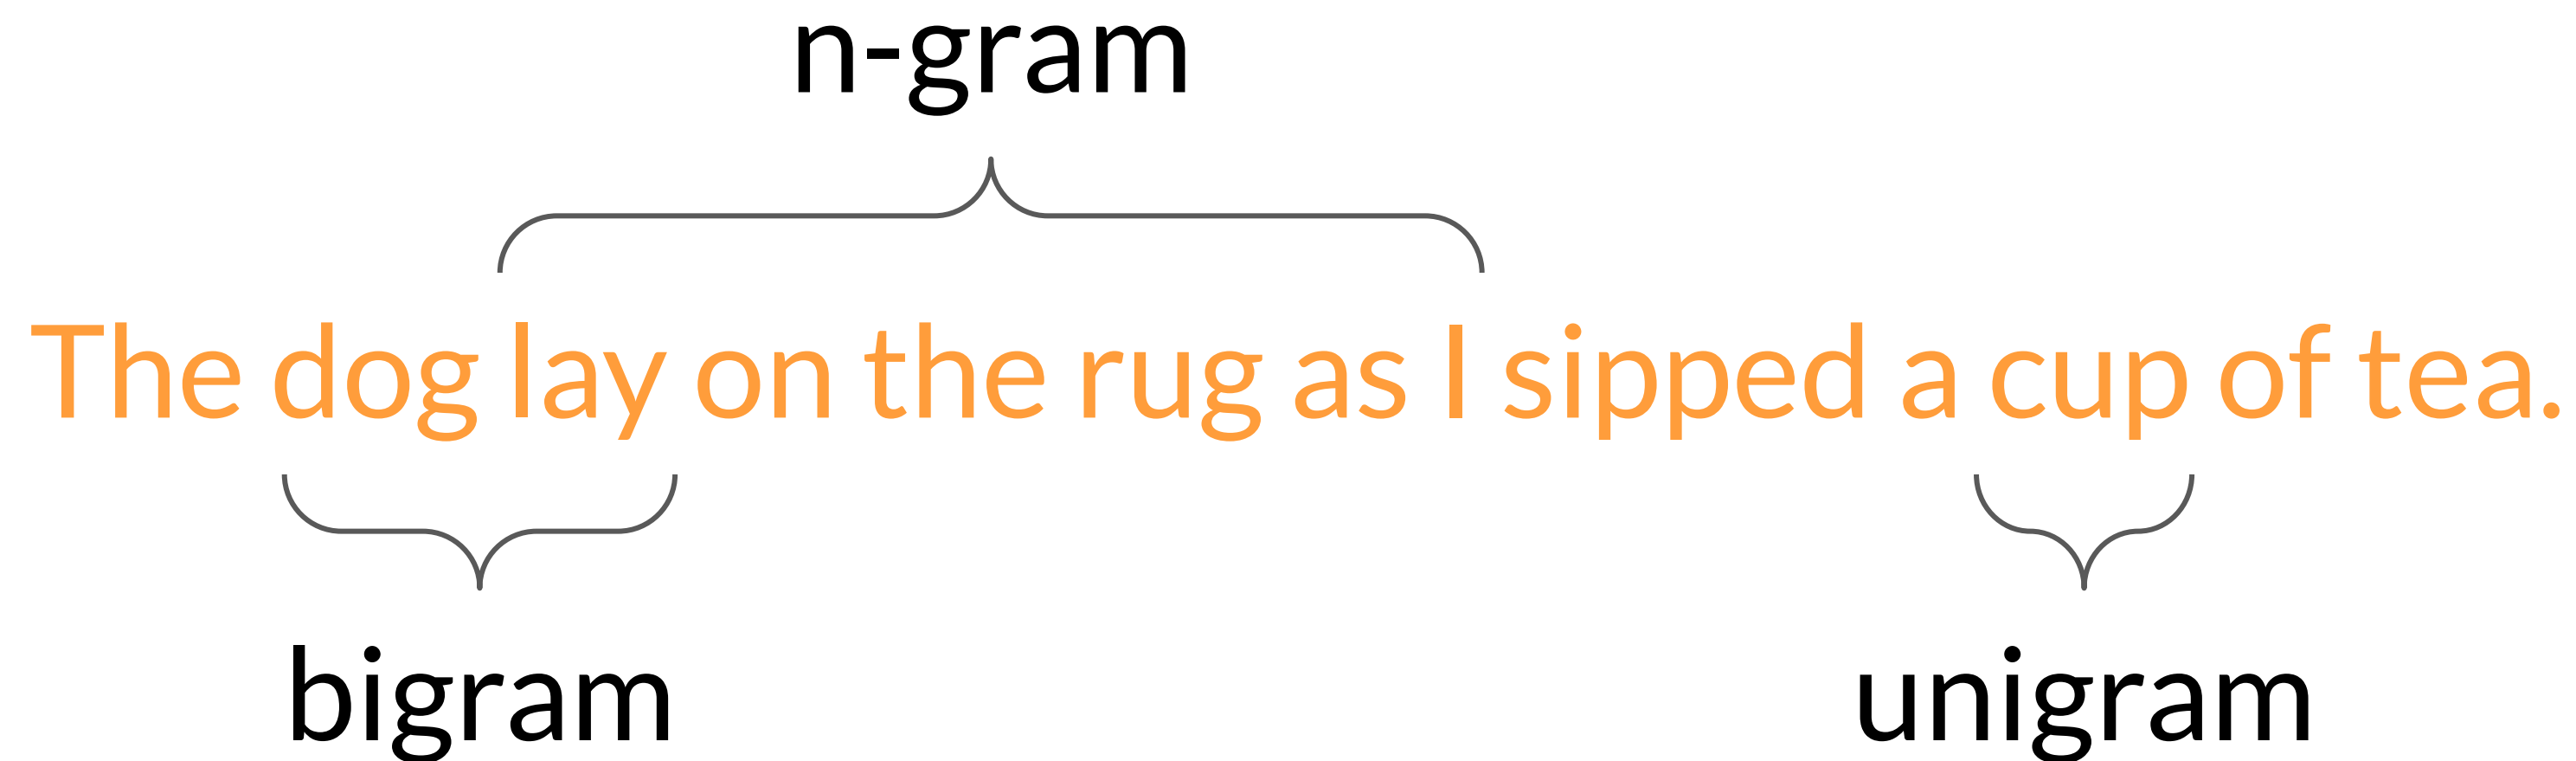 n-gram
The dog lay on the rug as I sipped a cup of tea.
bigram unigram